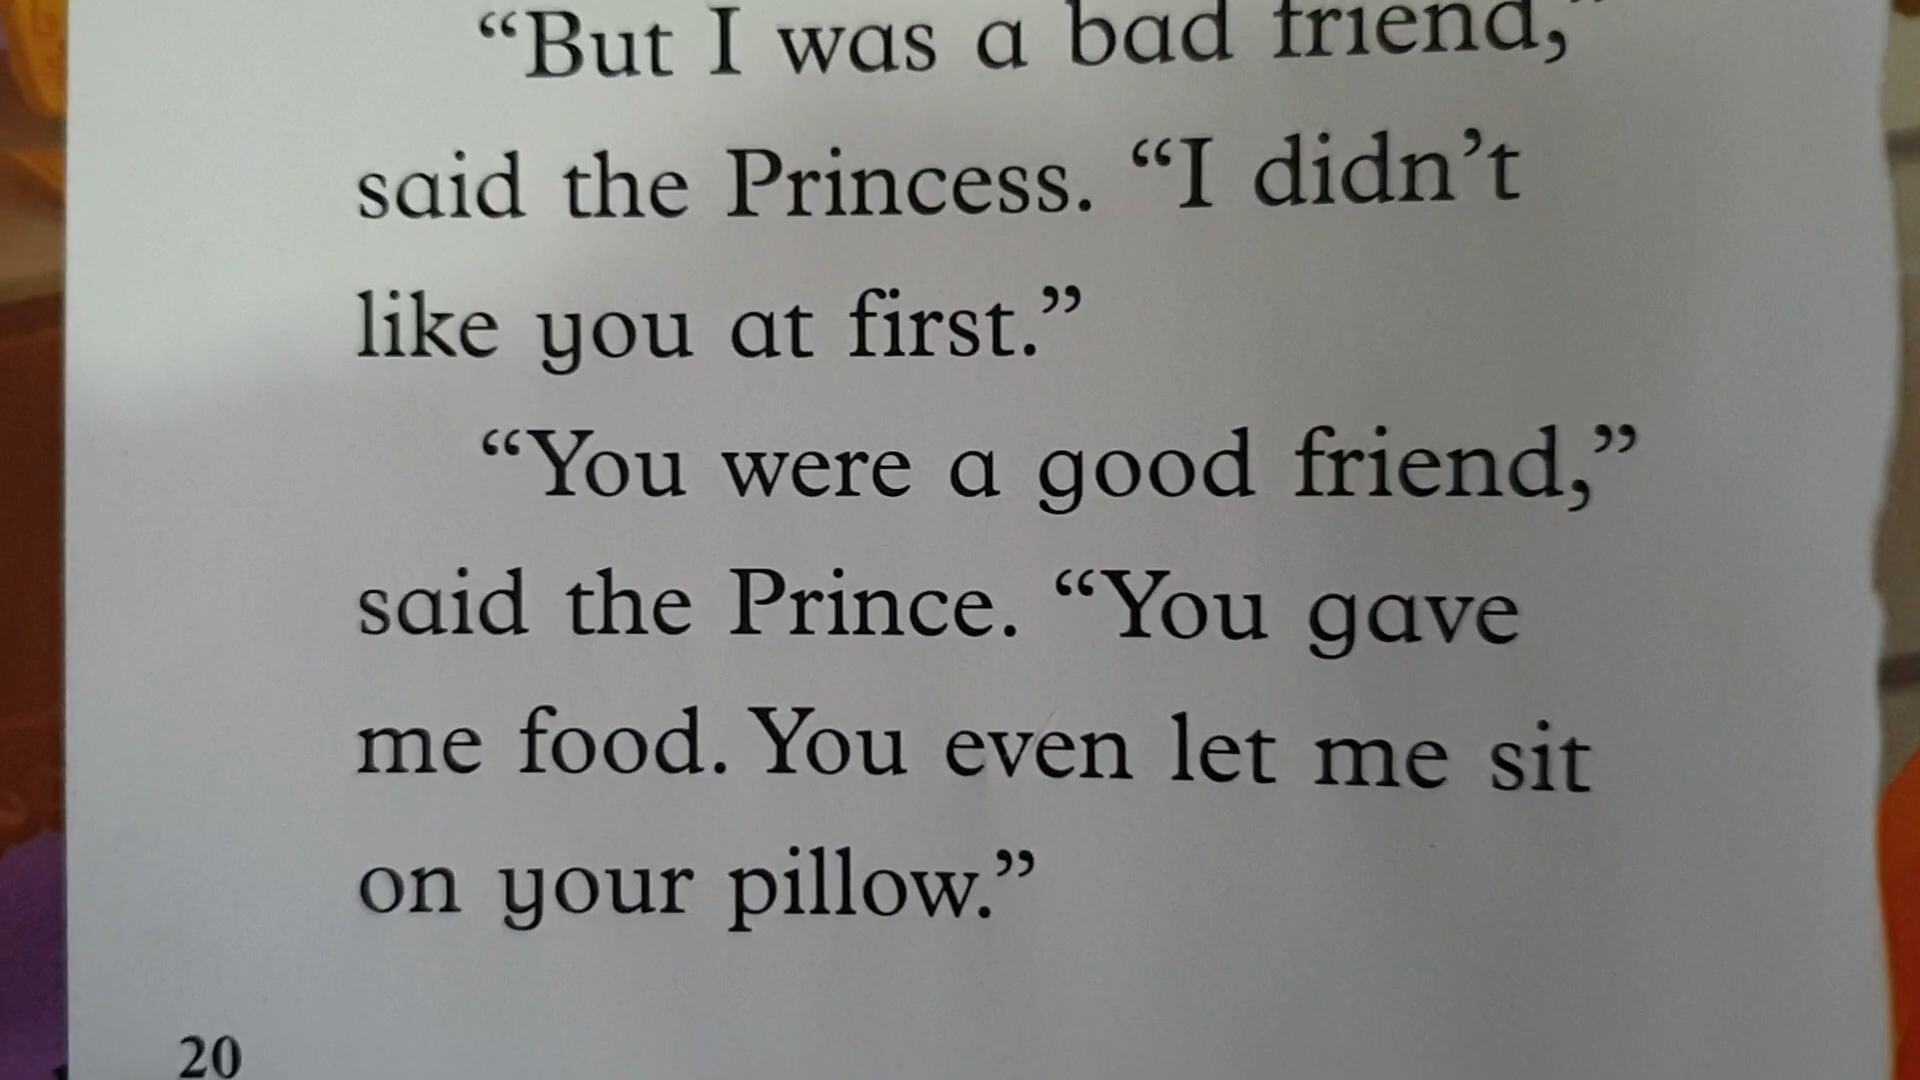 “But I was a bad friend,”
said the Princess. “I didn’t
like you at first.”
“You were a good friend,”
said the Prince. “You gave
me food. You even let me sit
on your pillow.”
20